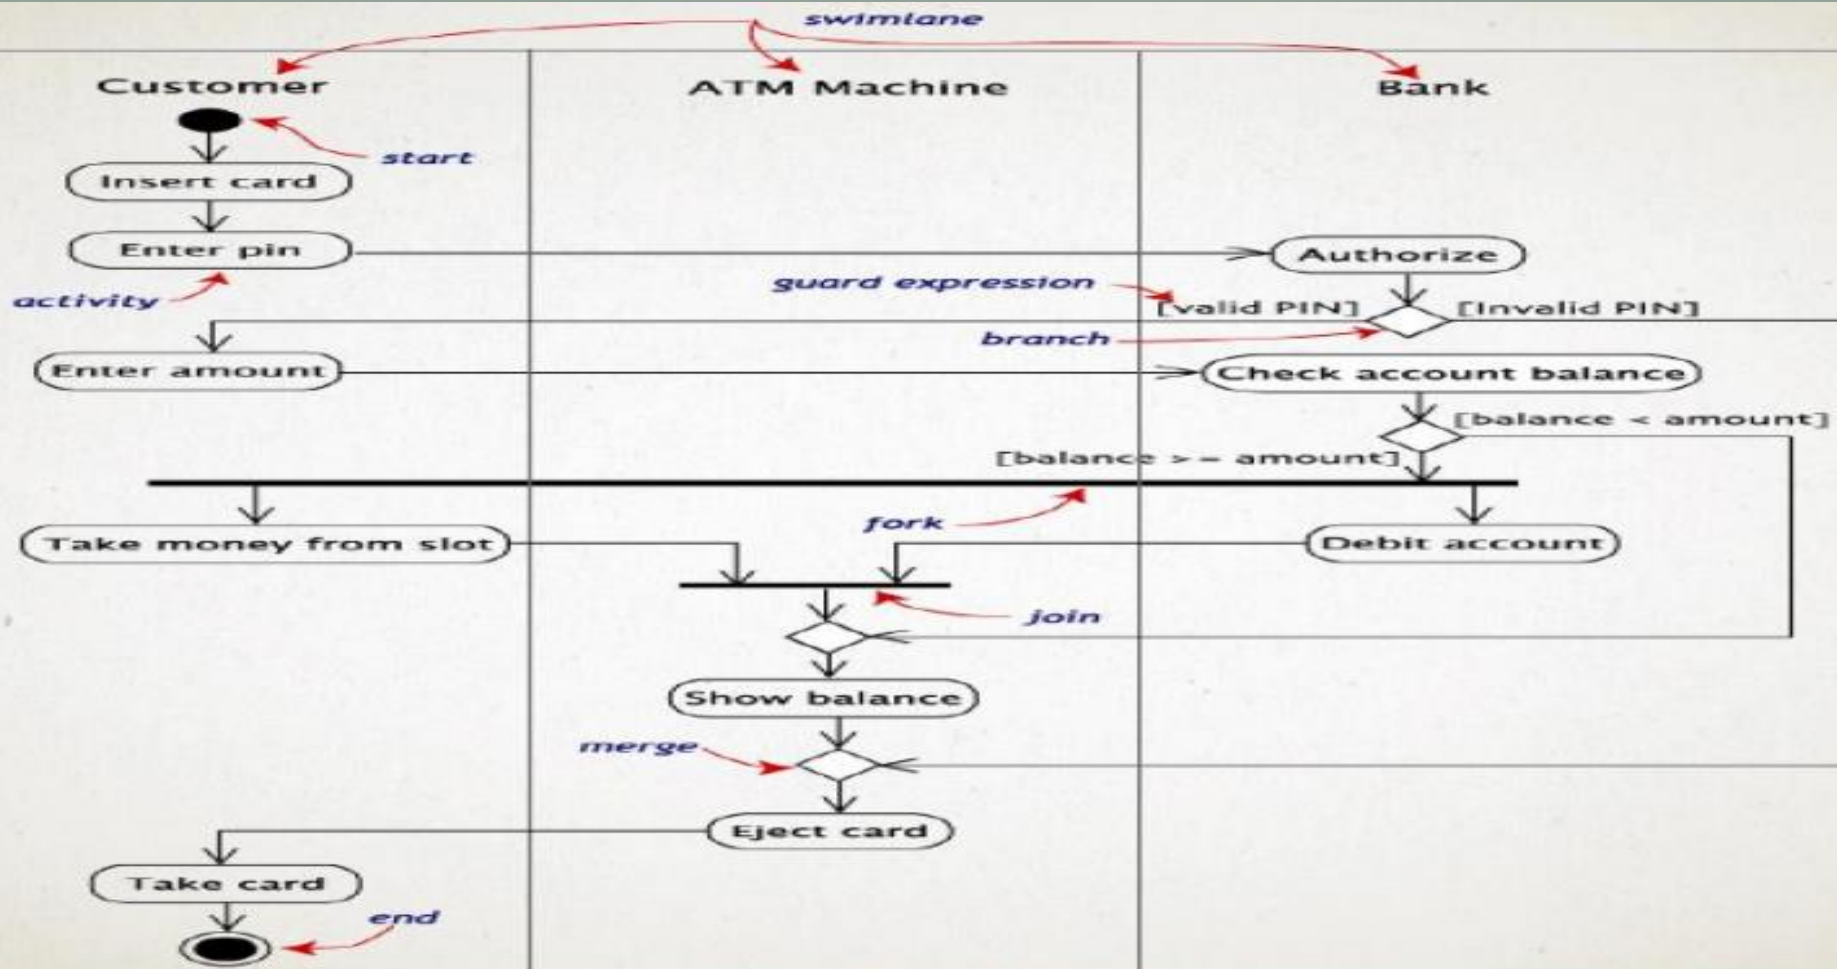 swimlane
Customer
ATM Machine
Bank
start
Insert card
Enter pin
Authorize
activity
guard expression
[valid PIN]
[Invalid PIN]
branch
Enter amount
Check account balance
[balance < amount]
[balance >= amount]
fork
Take money from slot
Debit account
join
Show balance
merge
Eject card
Take card
end